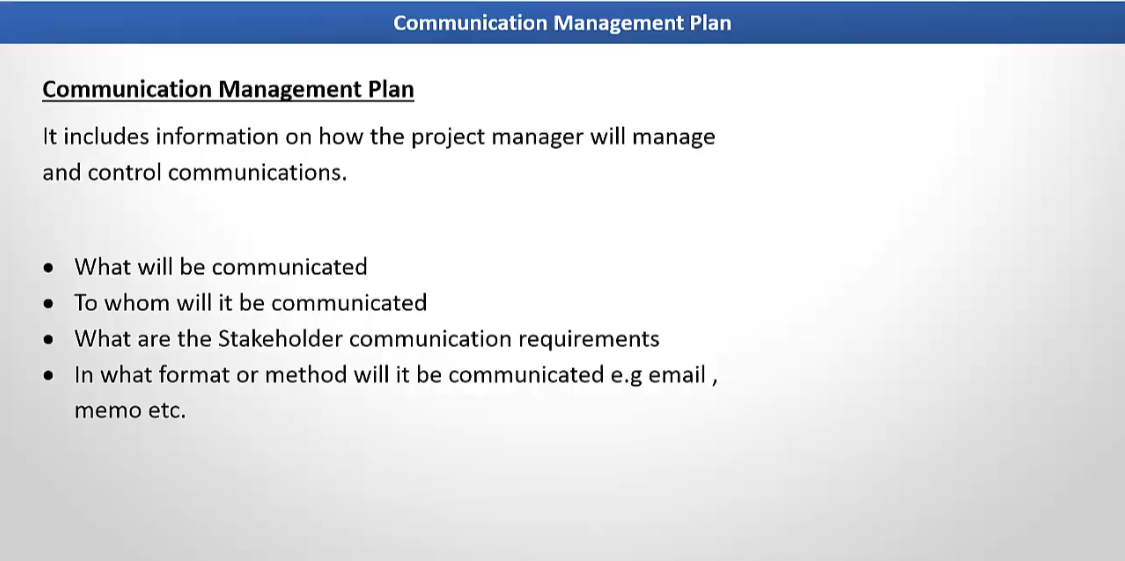 Communication Management Plan
Communication Management Plan
It includes information on how the project manager will manage
and control communications.
● What will be communicated
● To whom will it be communicated
● What are the Stakeholder communication requirements
● In what format or method will it be communicated e.g email ,
memo etc.